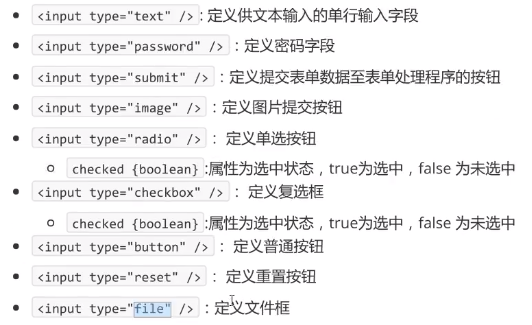 <input type="text" /> : 定义供文本输入的单行输入字段
<input type="password" /> : 定义密码字段
<input type="submit" /> : 定义提交表单数据至表单处理程序的按钮
<input type="image" /> : 定义图片提交按钮
<input type="radio" /> : 定义单选按钮
checked {boolean} :属性为选中状态，true为选中，false 为未选中
<input type="checkbox" /> : 定义复选框
checked {boolean} :属性为选中状态，true为选中，false 为未选中
<input type="button" /> : 定义普通按钮
<input type="reset" /> : 定义重置按钮
<input type="file" /> : 定义文件框